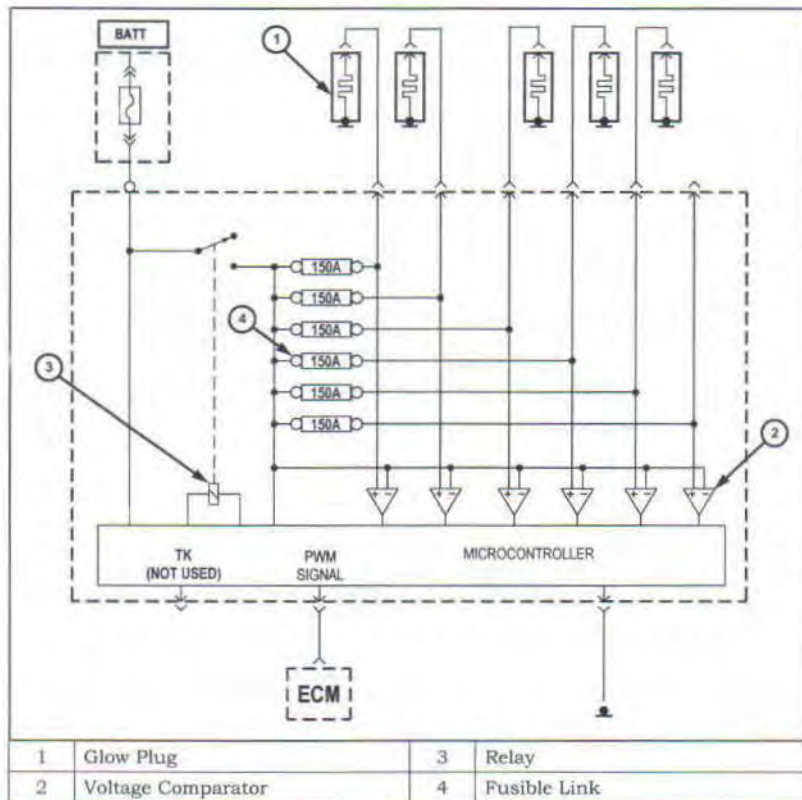 BATT
1
150A
150A
150A
4
150A
3
150A
150A
2
TK
(NOT USED)
PWM
SIGNAL
MICROCONTROLLER
ECM
1 Glow Plug 3 Relay
2 Voltage Comparator 4 Fusible Link